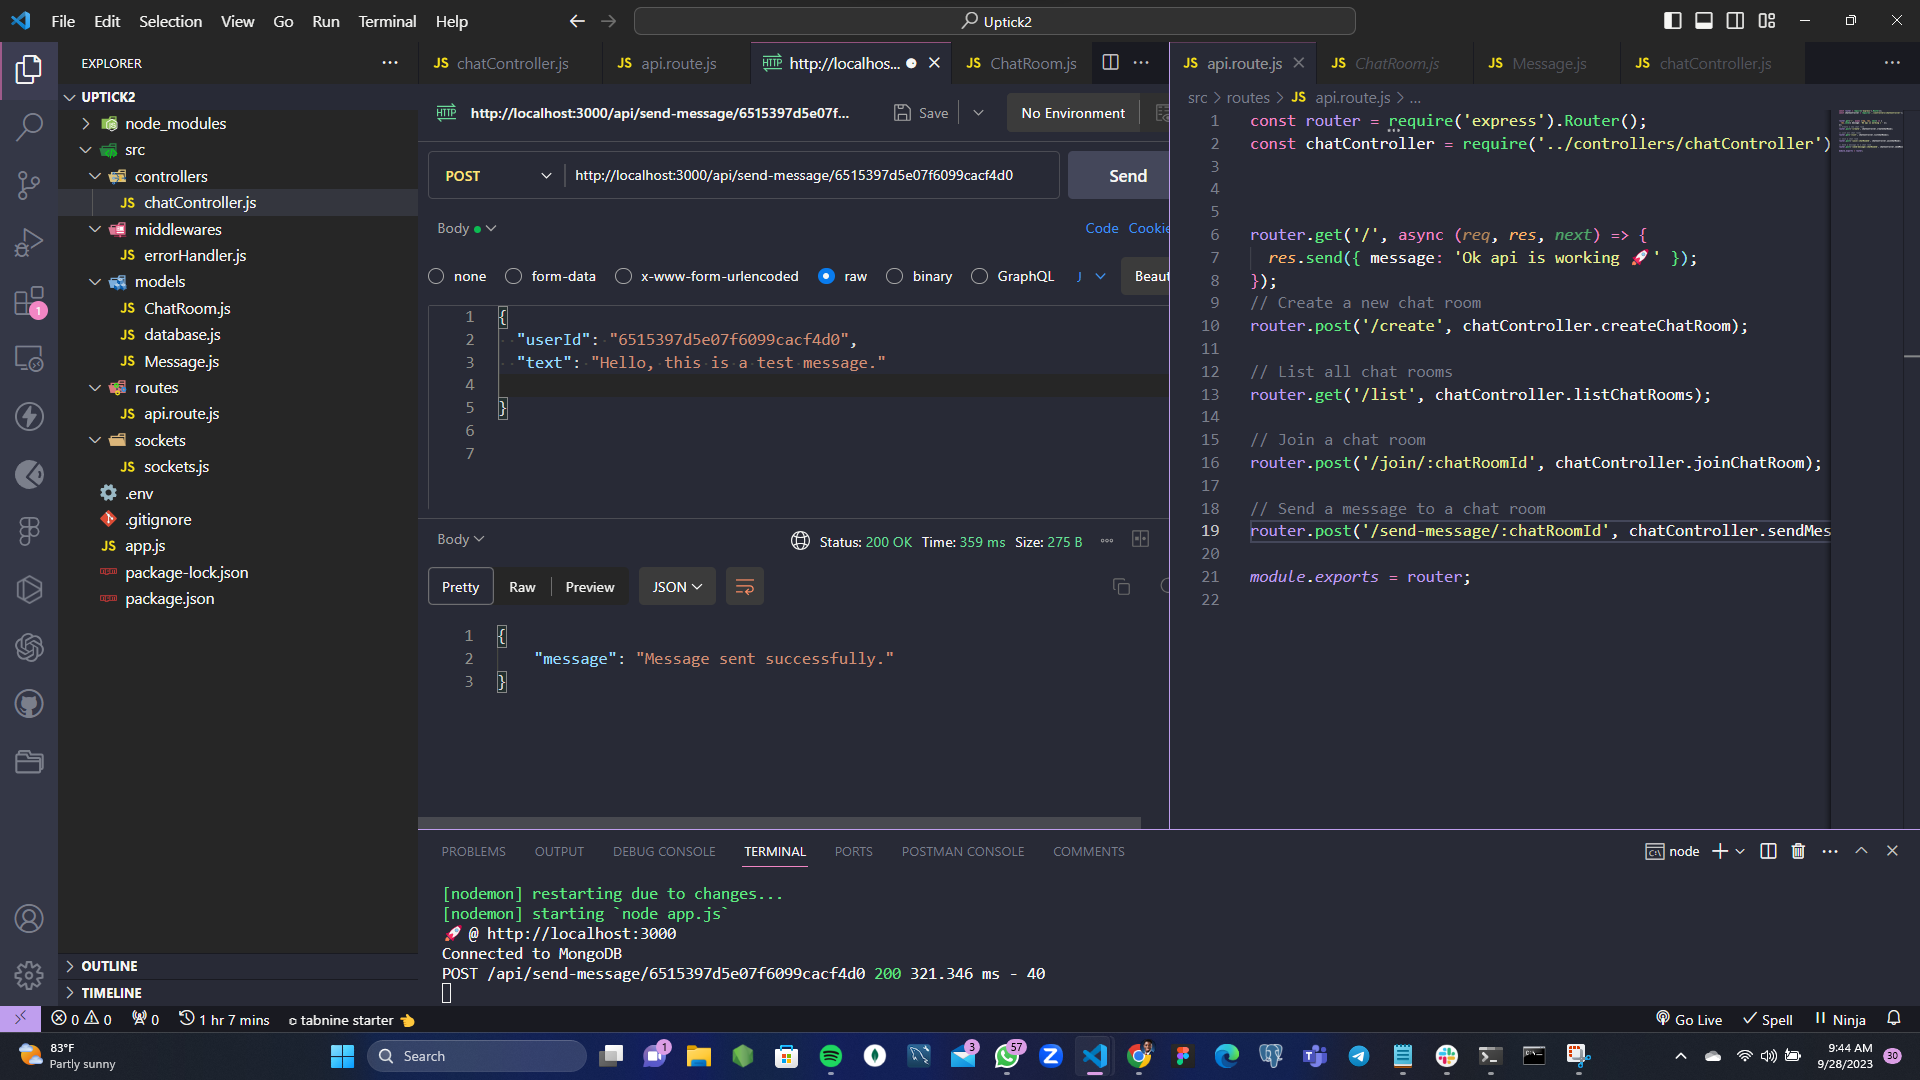 File Edit Selection View Go Run Terminal Help
Uptick2
EXPLORER
UPTICK2
node_modules
src
controllers
JS chatController.js
middlewares
JS errorHandler.js
models
JS ChatRoom.js
JS database.js
JS Message.js
routes
JS api.route.js
sockets
JS sockets.js
.env
.gitignore
JS app.js
package-lock.json
package.json
OUTLINE
TIMELINE
1
JS chatController.js
JS api.route.js
HTTP http://localhos...
JS ChatRoom.js
HTTP http://localhost:3000/api/send-message/6515397d5e07f...
Save
No Environment
POST http://localhost:3000/api/send-message/6515397d5e07f6099cacf4d0
Send
Body
Code Cookie
none form-data x-www-form-urlencoded raw binary GraphQL J Beaut
1 {
2 "userId": "6515397d5e07f6099cacf4d0",
3 "text": "Hello, this is a test message."
4
5 }
6
7
Body
Status: 200 OK Time: 359 ms Size: 275 B
Pretty Raw Preview JSON
1 {
2 "message": "Message sent successfully."
3 }
JS api.route.js
JS ChatRoom.js
JS Message.js
JS chatController.js
src > routes > JS api.route.js > ...
1 const router = require('express').Router();
2 const chatController = require('../controllers/chatController')
3
4
5
6 router.get('/', async (req, res, next) => {
7 res.send({ message: 'Ok api is working 🚀' });
8 });
9 // Create a new chat room
10 router.post('/create', chatController.createChatRoom);
11
12 // List all chat rooms
13 router.get('/list', chatController.listChatRooms);
14
15 // Join a chat room
16 router.post('/join/:chatRoomId', chatController.joinChatRoom);
17
18 // Send a message to a chat room
19 router.post('/send-message/:chatRoomId', chatController.sendMes
20
21 module.exports = router;
22
PROBLEMS OUTPUT DEBUG CONSOLE TERMINAL PORTS POSTMAN CONSOLE COMMENTS
node
[nodemon] restarting due to changes...
[nodemon] starting `node app.js`
🚀 @ http://localhost:3000
Connected to MongoDB
POST /api/send-message/6515397d5e07f6099cacf4d0 200 321.346 ms - 40
0 0 0 1 hr 7 mins tabnine starter 👈
Go Live Spell Ninja
83°F
Partly sunny
Search
1
3
57
9:44 AM
9/28/2023
30